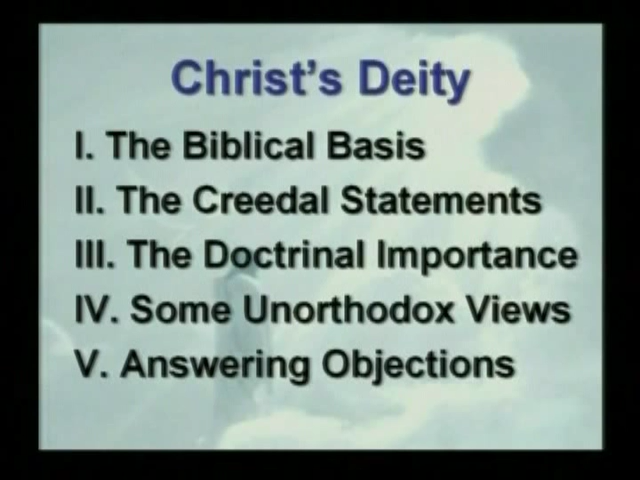 Christ's Deity
I. The Biblical Basis
II. The Creedal Statements
III. The Doctrinal Importance
IV. Some Unorthodox Views
V. Answering Objections